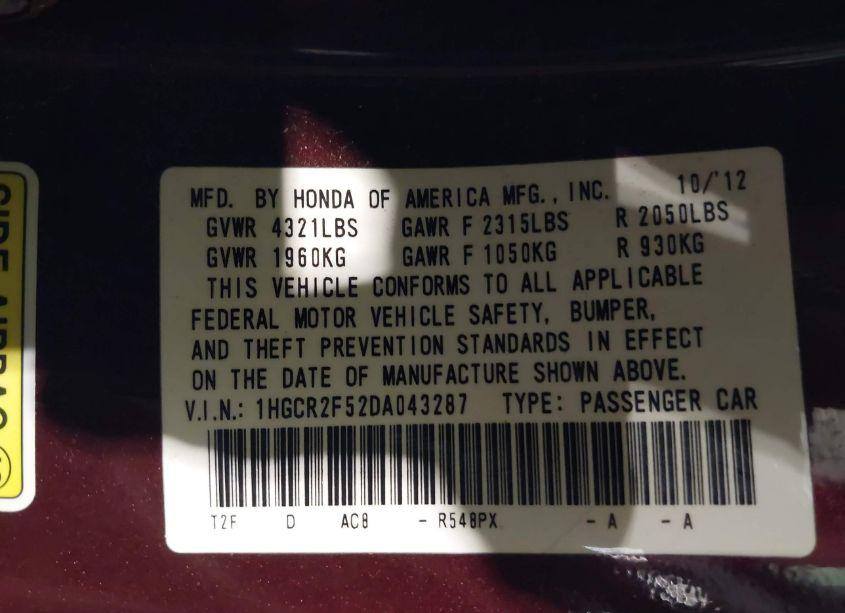 MFD. BY HONDA OF AMERICA MFG., INC. 10/'12
GVWR 4321LBS GAWR F 2315LBS R 2050LBS
GVWR 1960KG GAWR F 1050KG R 930KG
THIS VEHICLE CONFORMS TO ALL APPLICABLE
FEDERAL MOTOR VEHICLE SAFETY, BUMPER,
AND THEFT PREVENTION STANDARDS IN EFFECT
ON THE DATE OF MANUFACTURE SHOWN ABOVE.
V.I.N.: 1HGCR2F52DA043287 TYPE: PASSENGER CAR
T2F D AC8 - R548PX - A - A
SIDE AIRBAG